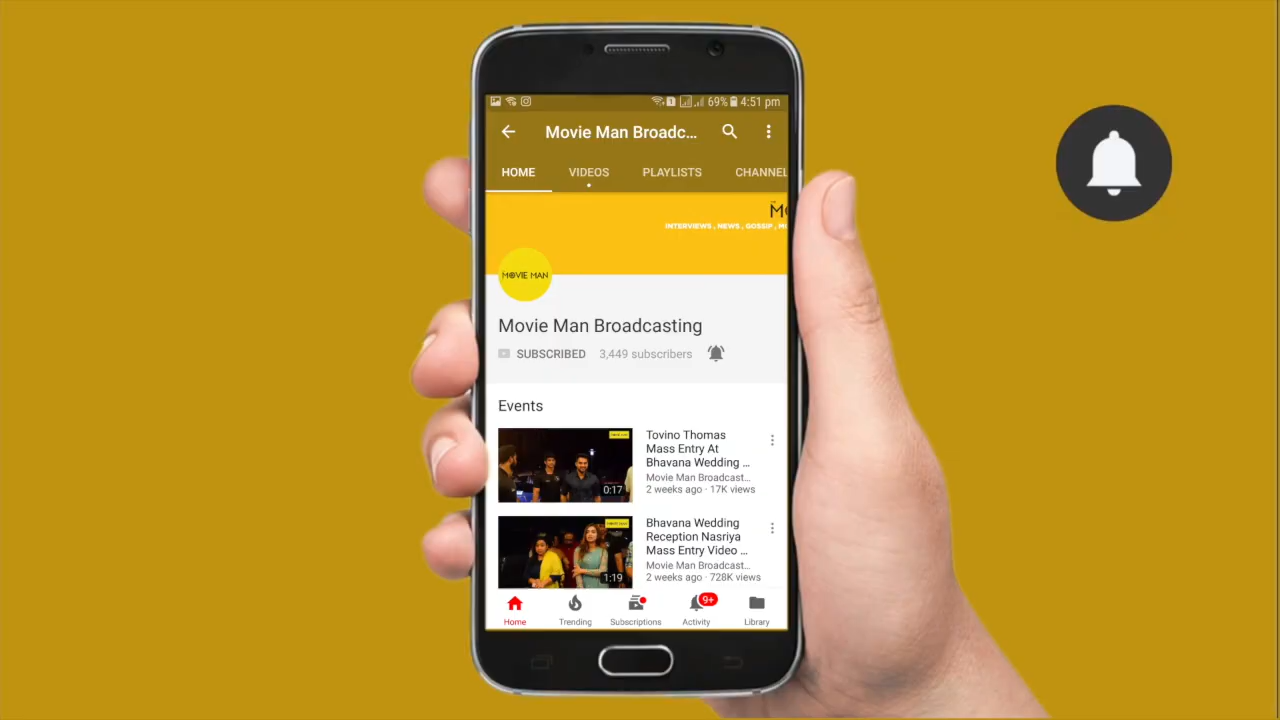 69% 4:51 pm
Movie Man Broadc...
HOME VIDEOS PLAYLISTS CHANNEL
INTERVIEWS , NEWS , GOSSIP ,
MOVIE MAN
Movie Man Broadcasting
SUBSCRIBED 3,449 subscribers
Events
Tovino Thomas
Mass Entry At
Bhavana Wedding ...
Movie Man Broadcast...
2 weeks ago · 17K views
0:17
Bhavana Wedding
Reception Nasriya
Mass Entry Video ...
Movie Man Broadcast...
2 weeks ago · 728K views
1:19
9+
Home Trending Subscriptions Activity Library